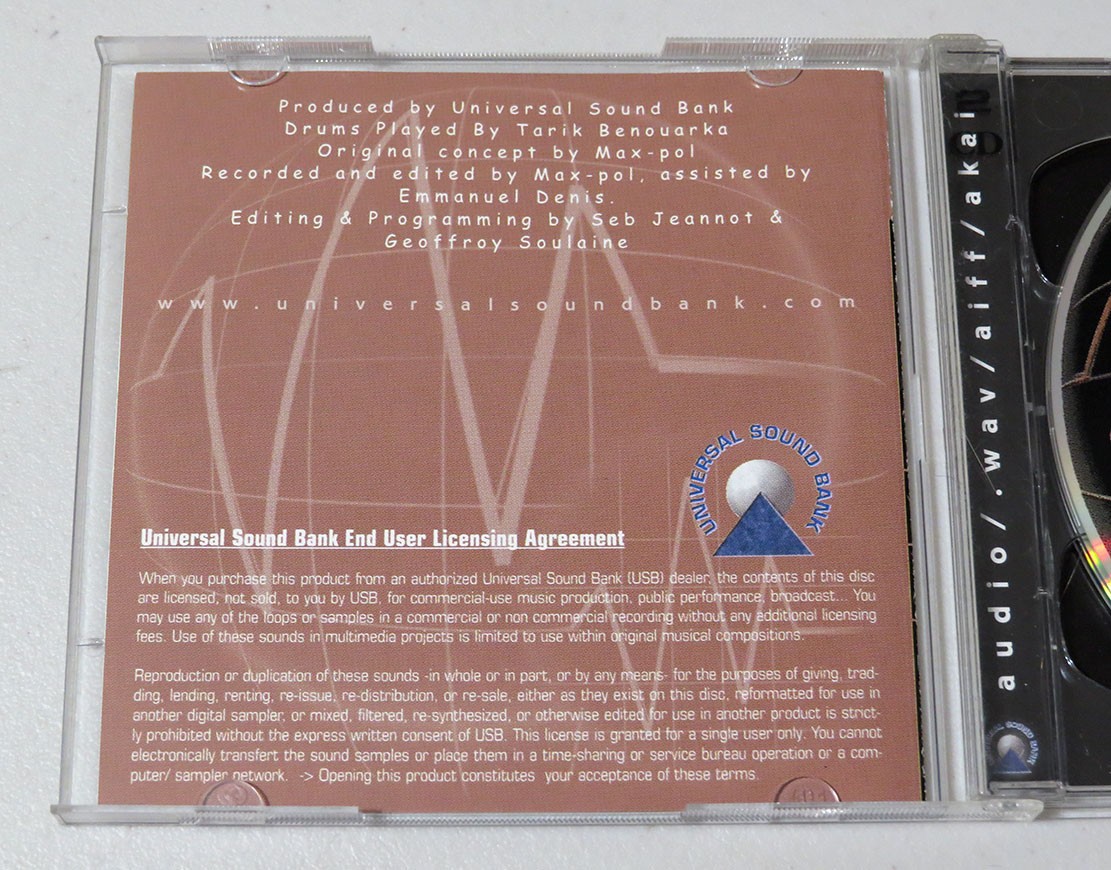 Produced by Universal Sound Bank
Drums Played By Tarik Benouarka
Original concept by Max-pol
Recorded and edited by Max-pol, assisted by
Emmanuel Denis.
Editing & Programming by Seb Jeannot &
Geoffroy Soulaine
www.universalsoundbank.com
UNIVERSAL SOUND BANK
Universal Sound Bank End User Licensing Agreement
When you purchase this product from an authorized Universal Sound Bank (USB) dealer, the contents of this disc
are licensed, not sold, to you by USB, for commercial-use music production, public performance, broadcast... You
may use any of the loops or samples in a commercial or non commercial recording without any additional licensing
fees. Use of these sounds in multimedia projects is limited to use within original musical compositions.
Reproduction or duplication of these sounds -in whole or in part, or by any means- for the purposes of giving, trad-
ding, lending, renting, re-issue, re-distribution, or re-sale, either as they exist on this disc, reformatted for use in
another digital sampler, or mixed, filtered, re-synthesized, or otherwise edited for use in another product is strict-
ly prohibited without the express written consent of USB. This license is granted for a single user only. You cannot
electronically transfert the sound samples or place them in a time-sharing or service bureau operation or a com-
puter/ sampler network. -> Opening this product constitutes your acceptance of these terms.
audio/.wav/aiff/akai
UNIVERSAL SOUND BANK